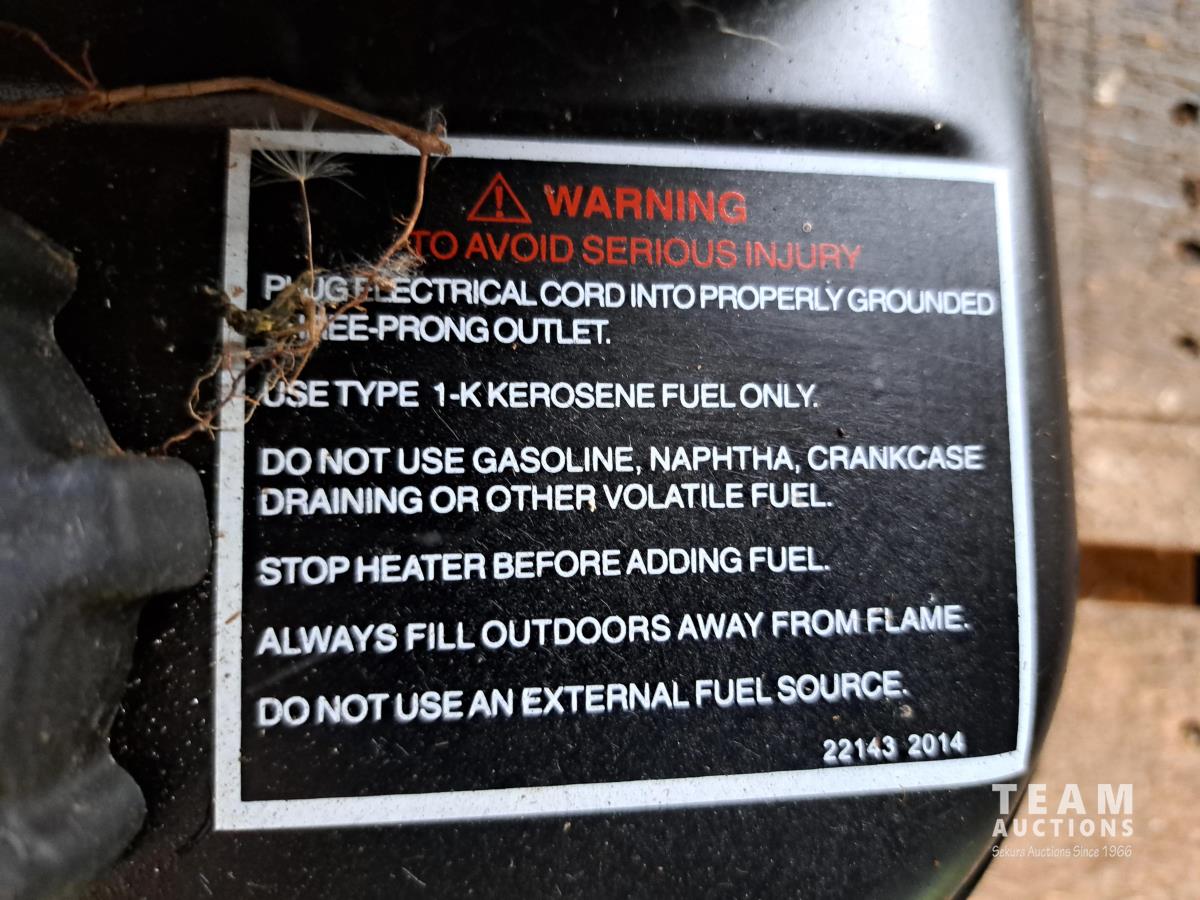 WARNING
TO AVOID SERIOUS INJURY
PLUG ELECTRICAL CORD INTO PROPERLY GROUNDED
THREE-PRONG OUTLET.
USE TYPE 1-K KEROSENE FUEL ONLY.
DO NOT USE GASOLINE, NAPHTHA, CRANKCASE
DRAINING OR OTHER VOLATILE FUEL.
STOP HEATER BEFORE ADDING FUEL.
ALWAYS FILL OUTDOORS AWAY FROM FLAME.
DO NOT USE AN EXTERNAL FUEL SOURCE.
22143 2014
TEAM
AUCTIONS
Sekura Auctions Since 1966